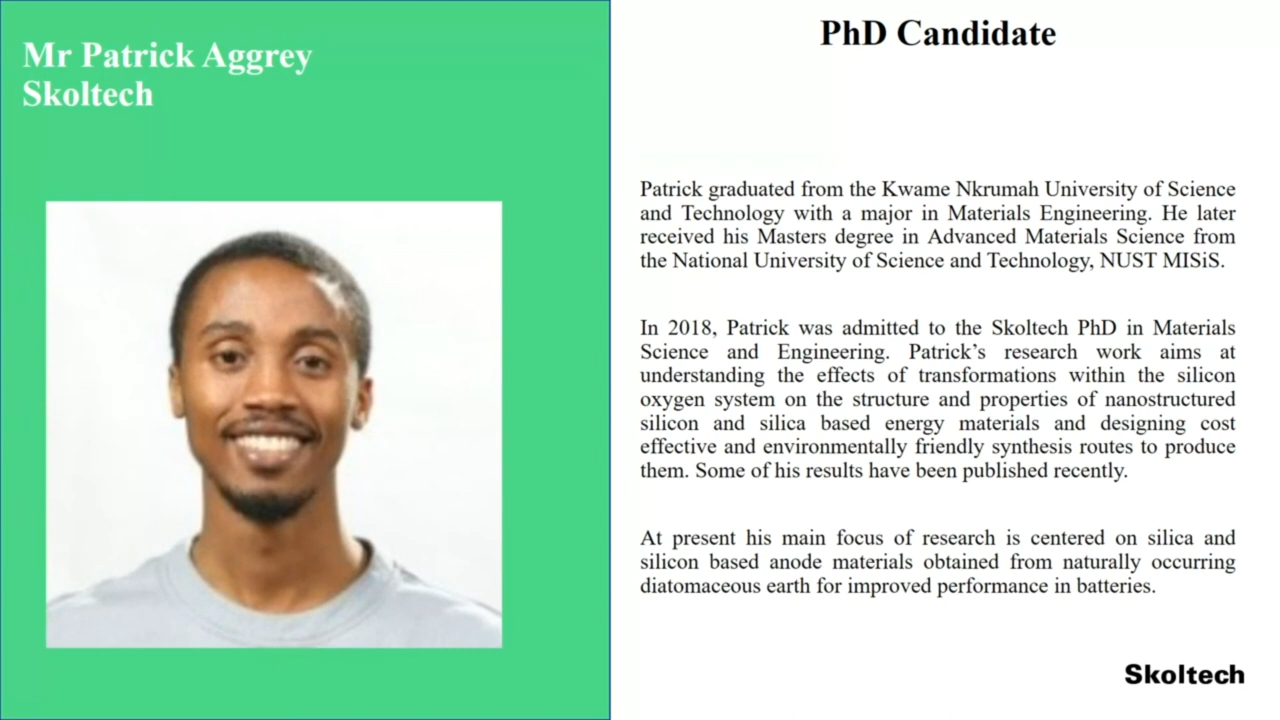 Mr Patrick Aggrey
Skoltech
PhD Candidate
Patrick graduated from the Kwame Nkrumah University of Science
and Technology with a major in Materials Engineering. He later
received his Masters degree in Advanced Materials Science from
the National University of Science and Technology, NUST MISiS.
In 2018, Patrick was admitted to the Skoltech PhD in Materials
Science and Engineering. Patrick’s research work aims at
understanding the effects of transformations within the silicon
oxygen system on the structure and properties of nanostructured
silicon and silica based energy materials and designing cost
effective and environmentally friendly synthesis routes to produce
them. Some of his results have been published recently.
At present his main focus of research is centered on silica and
silicon based anode materials obtained from naturally occurring
diatomaceous earth for improved performance in batteries.
Skoltech